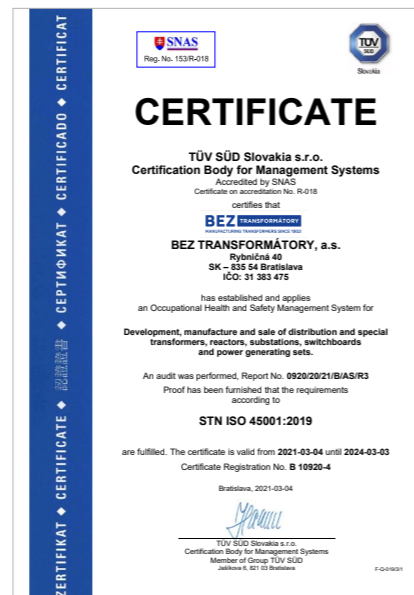 SNAS
Reg. No. 153/R-018
TÜV
SÜD
Slovakia
CERTIFICATE
TÜV SÜD Slovakia s.r.o.
Certification Body for Management Systems
Accredited by SNAS
Certificate on accreditation No. R-018
certifies that
BEZ TRANSFORMÁTORY
MANUFACTURING TRANSFORMERS SINCE 1903
BEZ TRANSFORMÁTORY, a.s.
Rybničná 40
SK – 835 54 Bratislava
IČO: 31 383 475
has established and applies
an Occupational Health and Safety Management System for
Development, manufacture and sale of distribution and special
transformers, reactors, substations, switchboards
and power generating sets.
An audit was performed, Report No. 0920/20/21/B/AS/R3
Proof has been furnished that the requirements
according to
STN ISO 45001:2019
are fulfilled. The certificate is valid from 2021-03-04 until 2024-03-03
Certificate Registration No. B 10920-4
Bratislava, 2021-03-04
TÜV SÜD Slovakia s.r.o.
Certification Body for Management Systems
Member of Group TÜV SÜD
Jašíkova 6, 821 03 Bratislava
ZERTIFIKAT ◆ CERTIFICATE ◆ 認證證書 ◆ СЕРТИФИКАТ ◆ CERTIFICADO ◆ CERTIFICAT